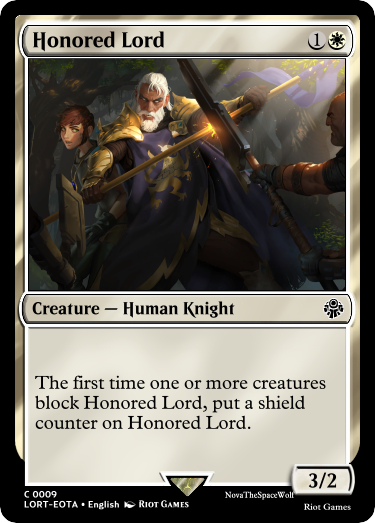 Honored Lord 1
Creature — Human Knight
The first time one or more creatures
block Honored Lord, put a shield
counter on Honored Lord.
3/2
C 0009 NovaTheSpaceWolf
LORT-EOTA • English Riot Games Riot Games